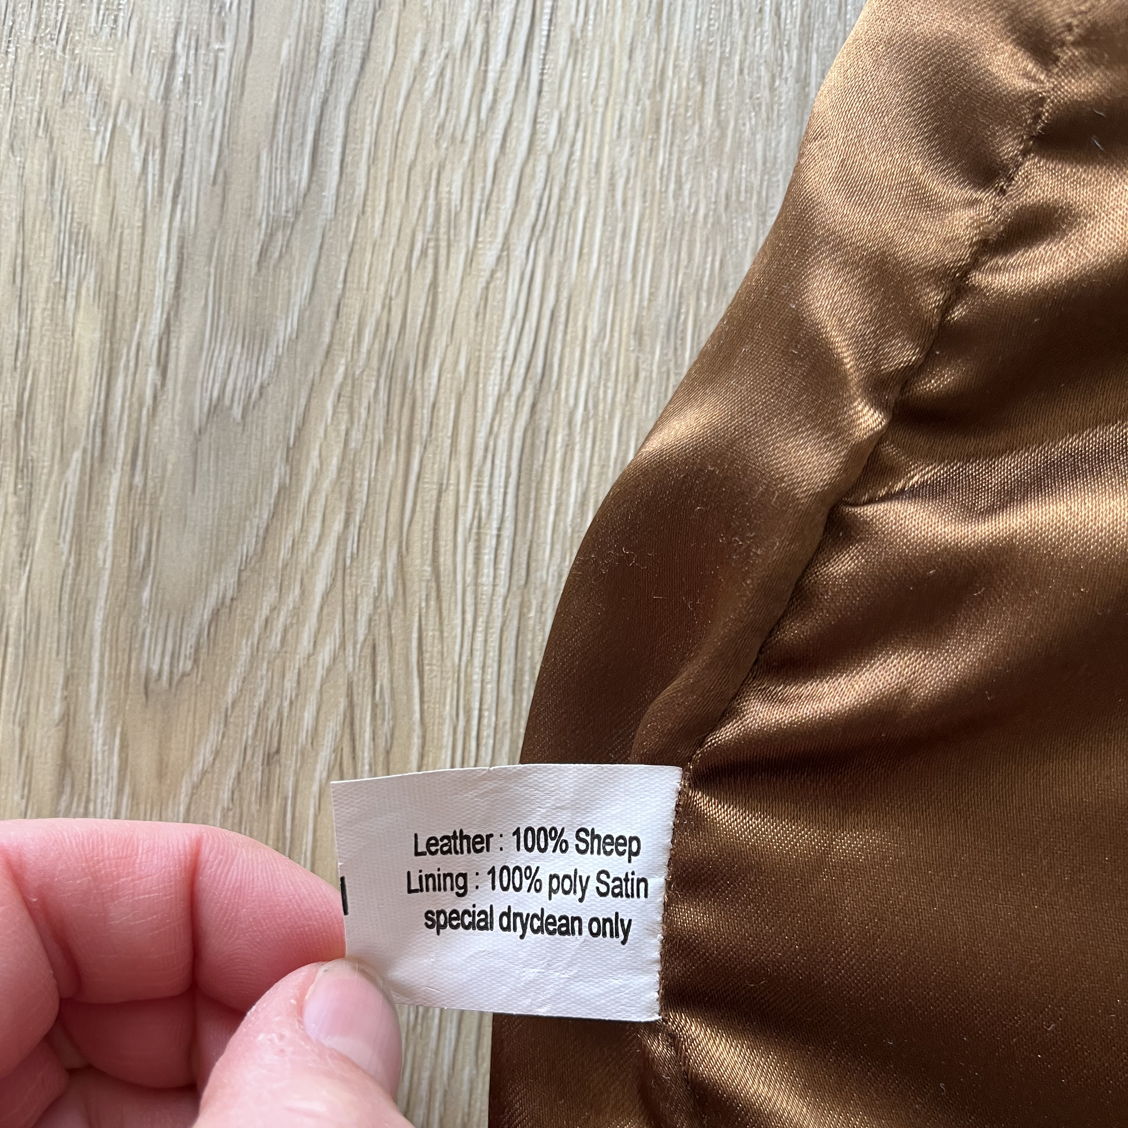 Leather : 100% Sheep
Lining : 100% poly Satin
special dryclean only